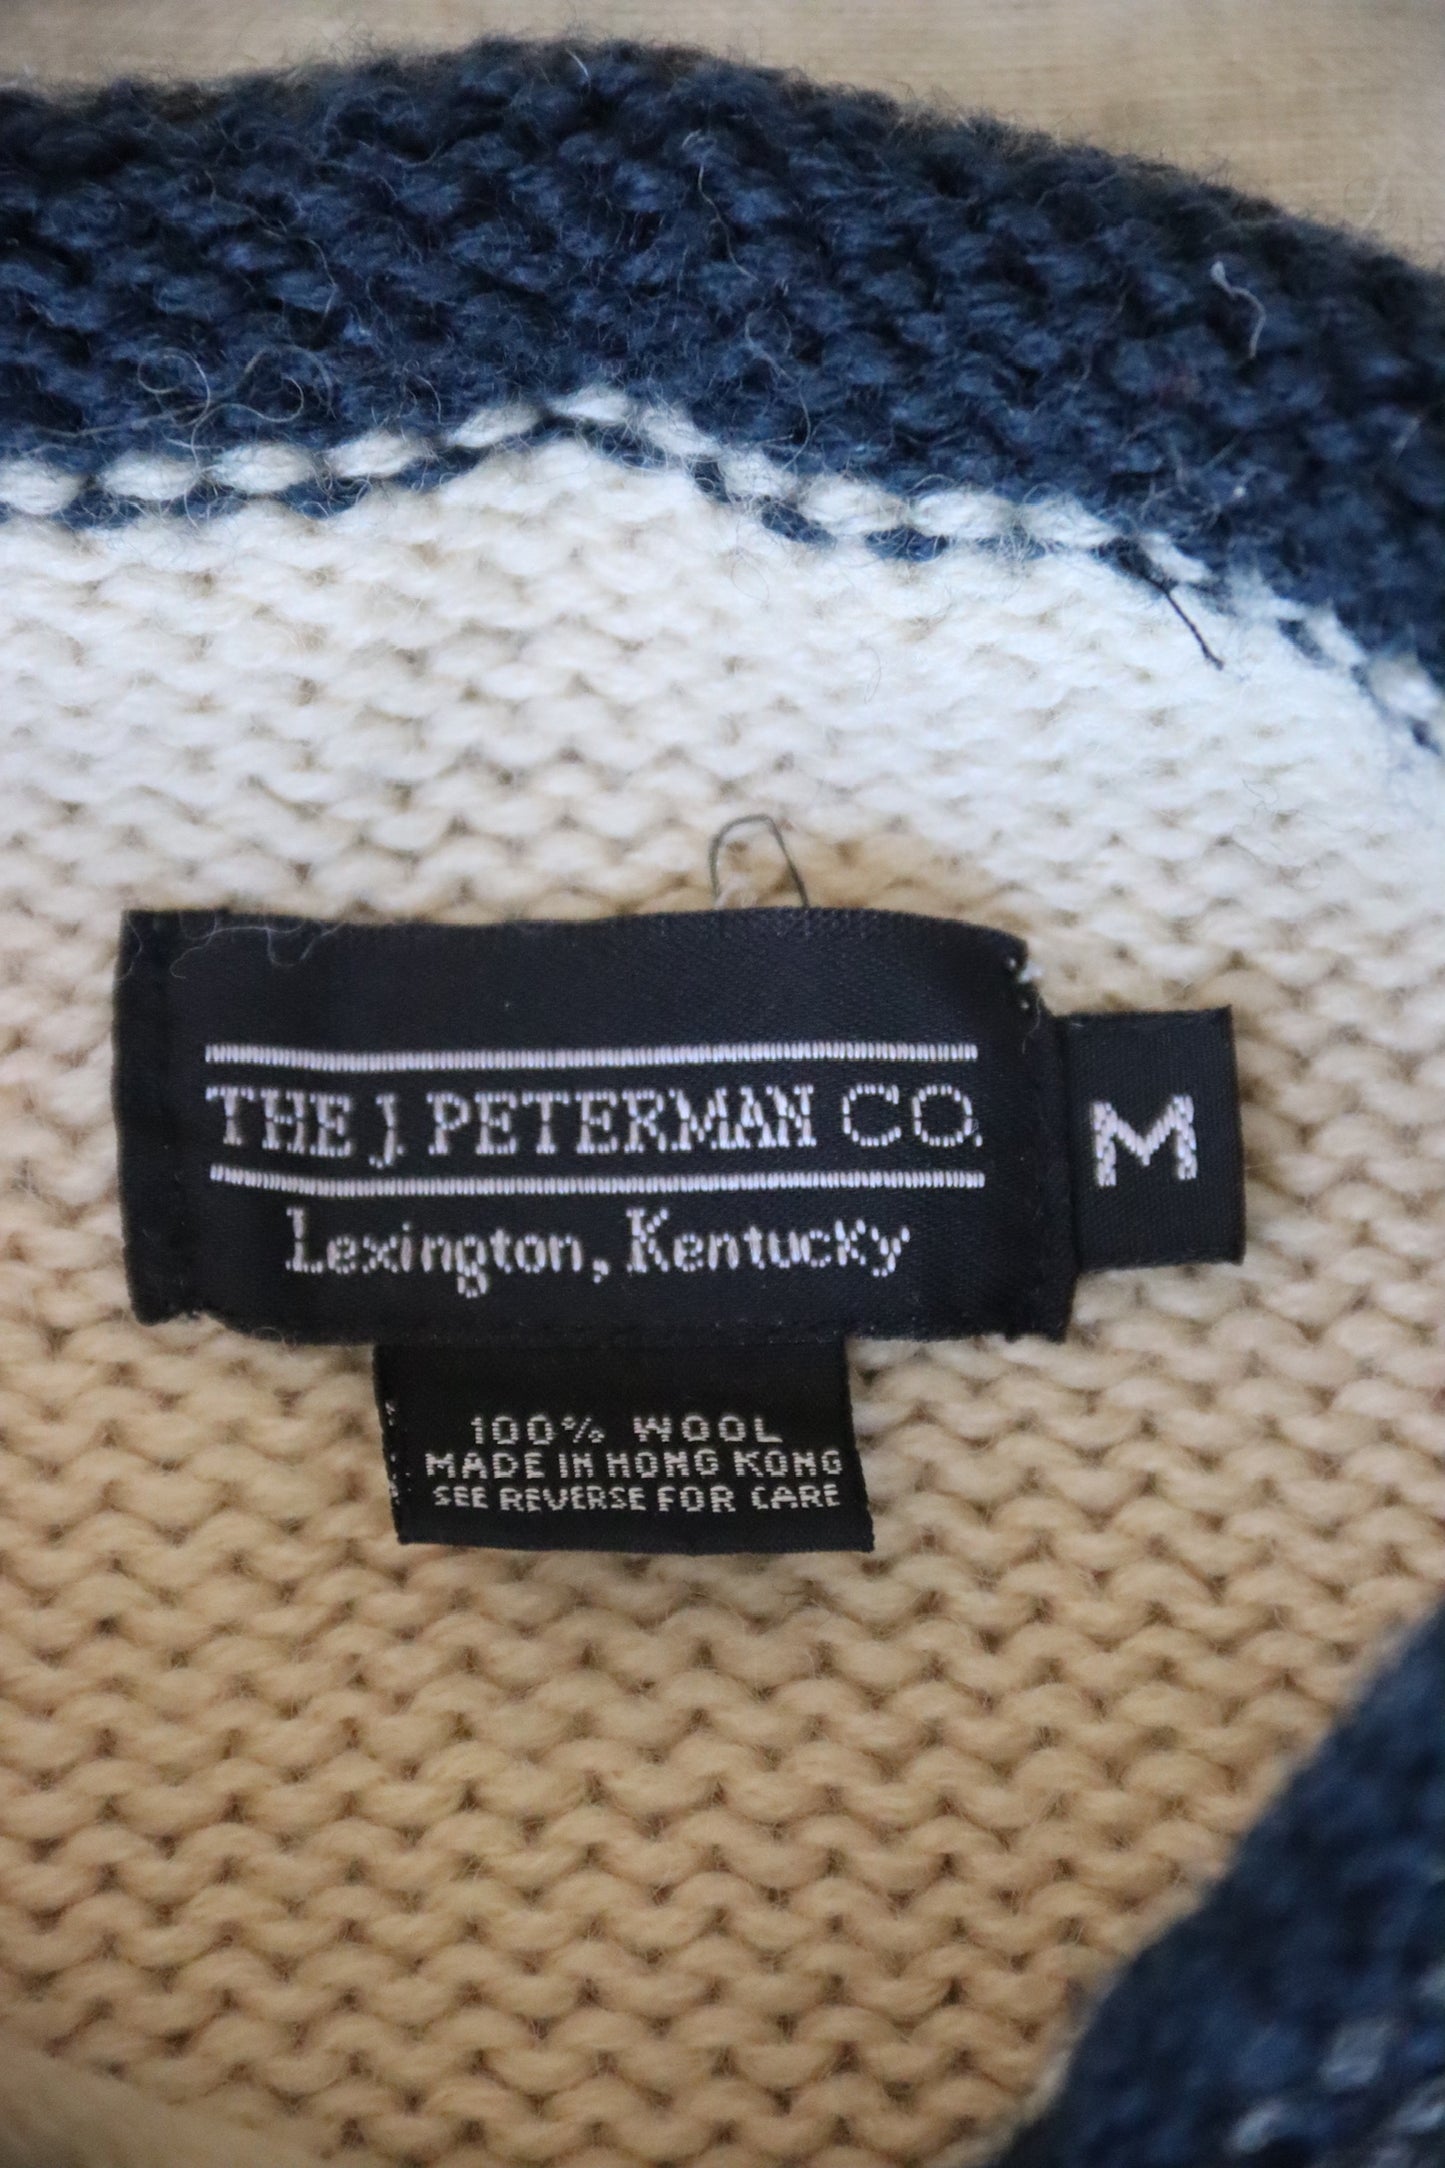 THE J. PETERMAN CO.
Lexington, Kentucky
M
100% WOOL
MADE IN HONG KONG
SEE REVERSE FOR CARE